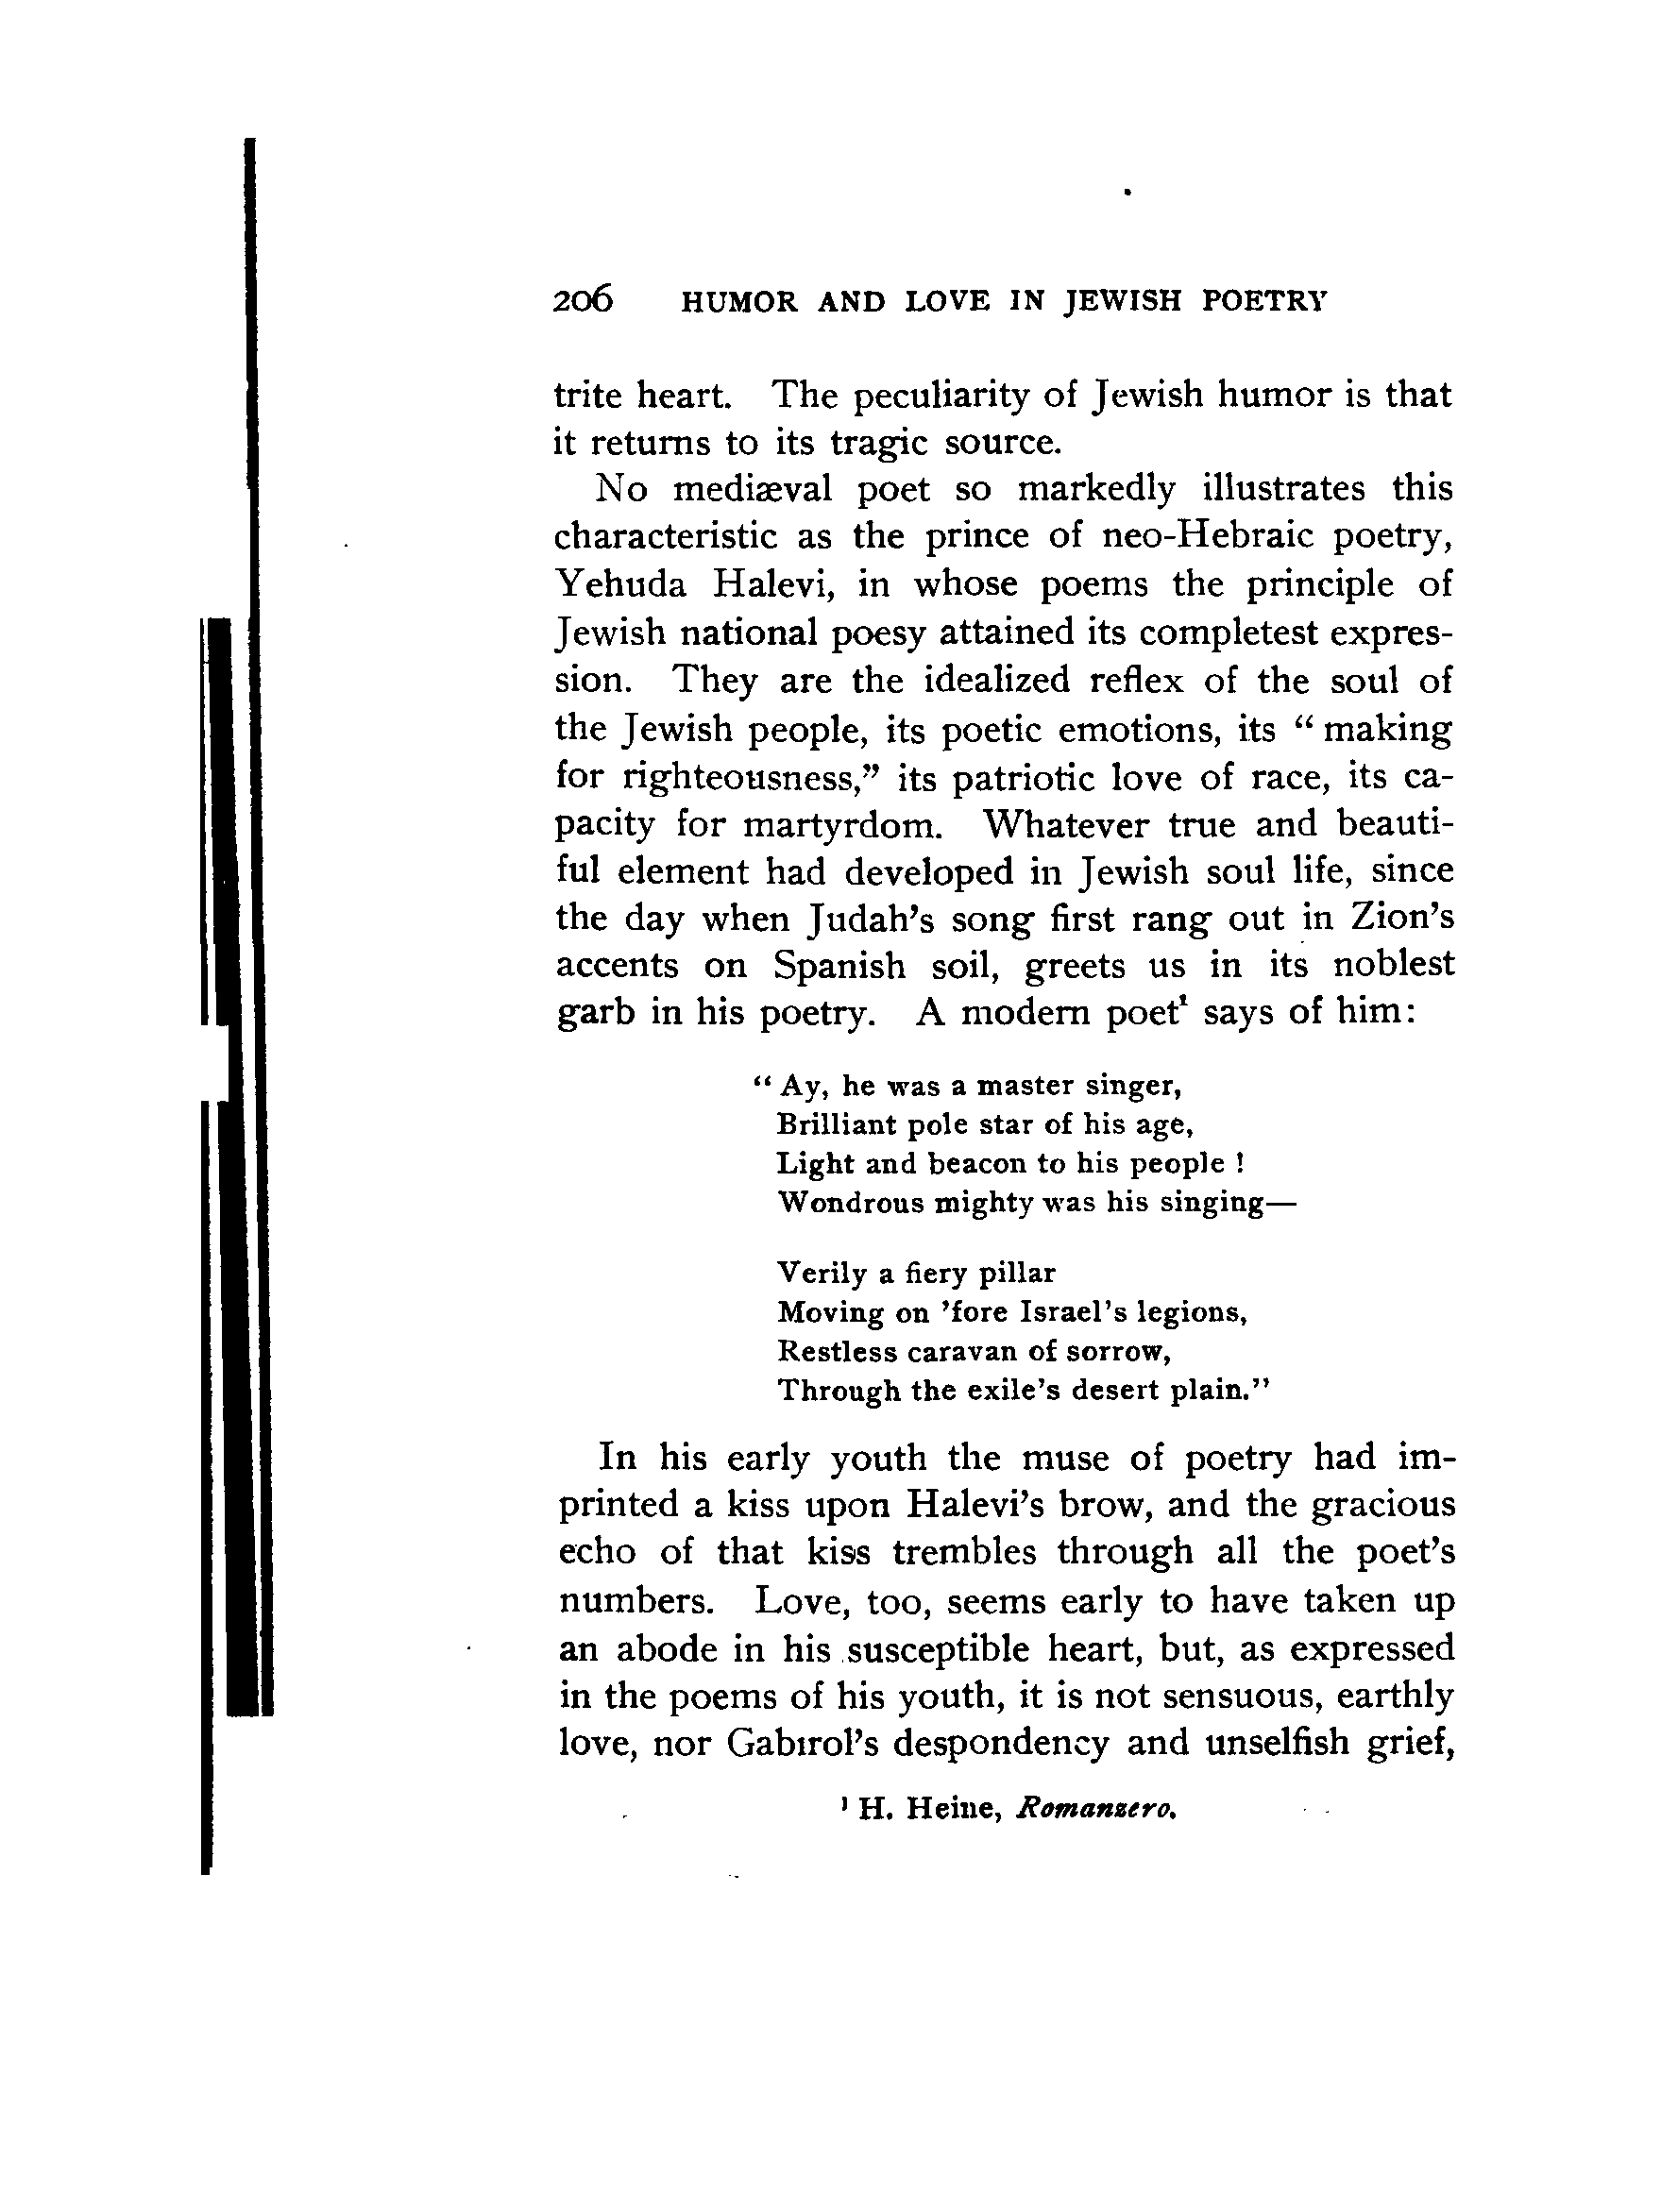 206 HUMOR AND LOVE IN JEWISH POETRY
trite heart. The peculiarity of Jewish humor is that
it returns to its tragic source.
No mediæval poet so markedly illustrates this
characteristic as the prince of neo-Hebraic poetry,
Yehuda Halevi, in whose poems the principle of
Jewish national poesy attained its completest expres-
sion. They are the idealized reflex of the soul of
the Jewish people, its poetic emotions, its “ making
for righteousness,” its patriotic love of race, its ca-
pacity for martyrdom. Whatever true and beauti-
ful element had developed in Jewish soul life, since
the day when Judah’s song first rang out in Zion’s
accents on Spanish soil, greets us in its noblest
garb in his poetry. A modern poet¹ says of him:
“ Ay, he was a master singer,
Brilliant pole star of his age,
Light and beacon to his people !
Wondrous mighty was his singing—
Verily a fiery pillar
Moving on ’fore Israel’s legions,
Restless caravan of sorrow,
Through the exile’s desert plain.”
In his early youth the muse of poetry had im-
printed a kiss upon Halevi’s brow, and the gracious
echo of that kiss trembles through all the poet’s
numbers. Love, too, seems early to have taken up
an abode in his susceptible heart, but, as expressed
in the poems of his youth, it is not sensuous, earthly
love, nor Gabirol’s despondency and unselfish grief,
¹ H. Heine, Romanzero.